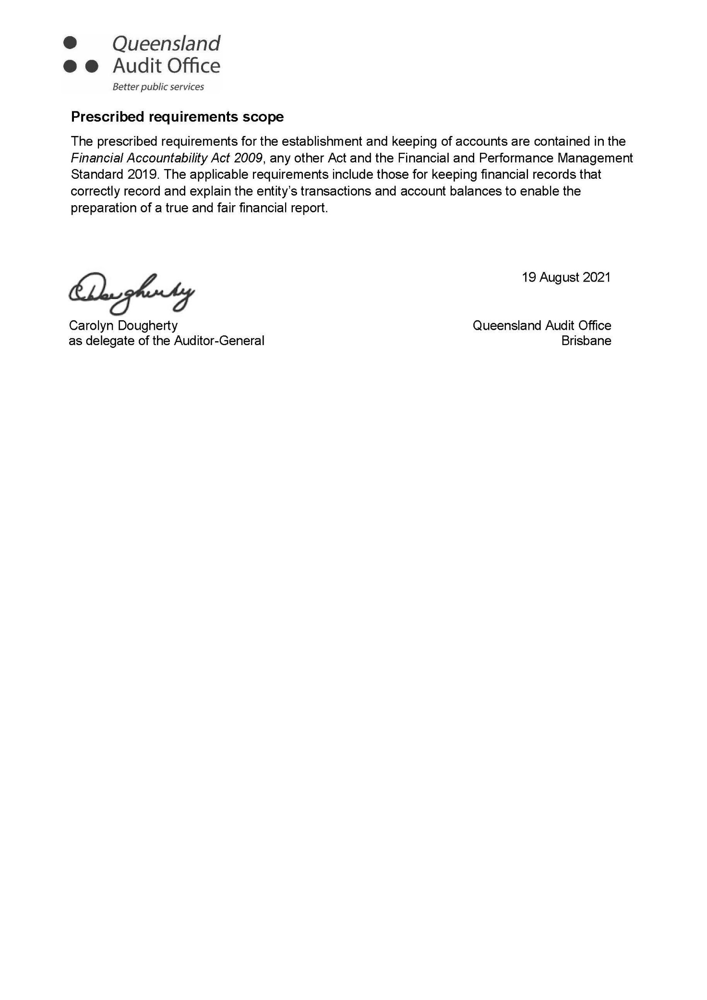 Queensland
Audit Office
Better public services
Prescribed requirements scope
The prescribed requirements for the establishment and keeping of accounts are contained in the
Financial Accountability Act 2009, any other Act and the Financial and Performance Management
Standard 2019. The applicable requirements include those for keeping financial records that
correctly record and explain the entity’s transactions and account balances to enable the
preparation of a true and fair financial report.
19 August 2021
CDougherty
Carolyn Dougherty
as delegate of the Auditor-General
Queensland Audit Office
Brisbane